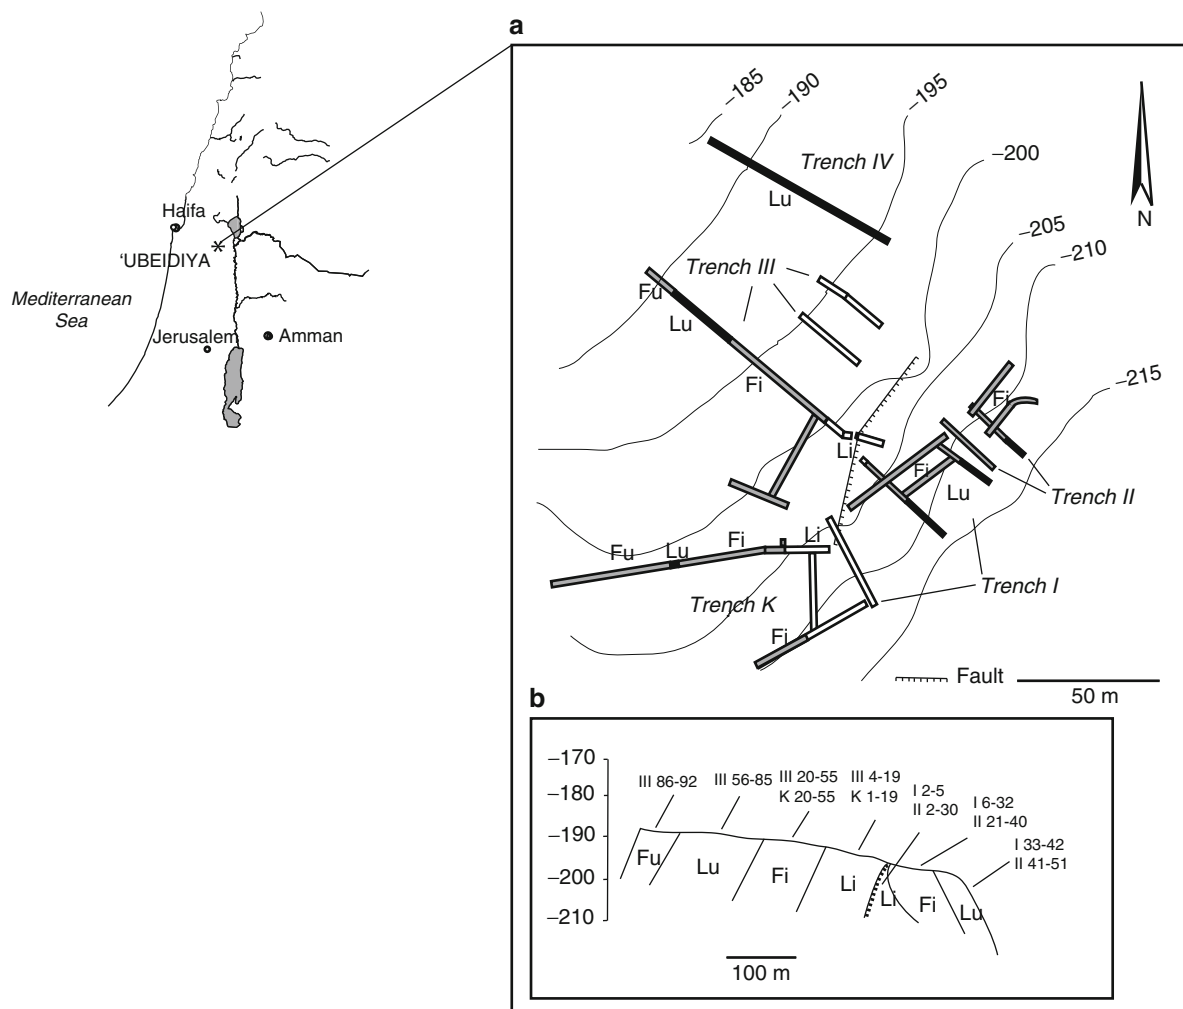 a
Haifa
'UBEIDIYA
Mediterranean
Sea
Jerusalem
Amman
−185
−190
−195
−200
−205
−210
−215
Trench IV
Lu
N
Trench III
Fu
Lu
Fi
Li
Fi
Fi
Lu
Trench II
Fu
Lu
Fi
Li
Trench I
Trench K
Fi
Fault
50 m
b
−170
−180
−190
−200
−210
III 86-92
III 56-85
III 20-55
K 20-55
III 4-19
K 1-19
I 2-5
II 2-30
I 6-32
II 21-40
I 33-42
II 41-51
Fu
Lu
Fi
Li
Li
Fi
Lu
100 m